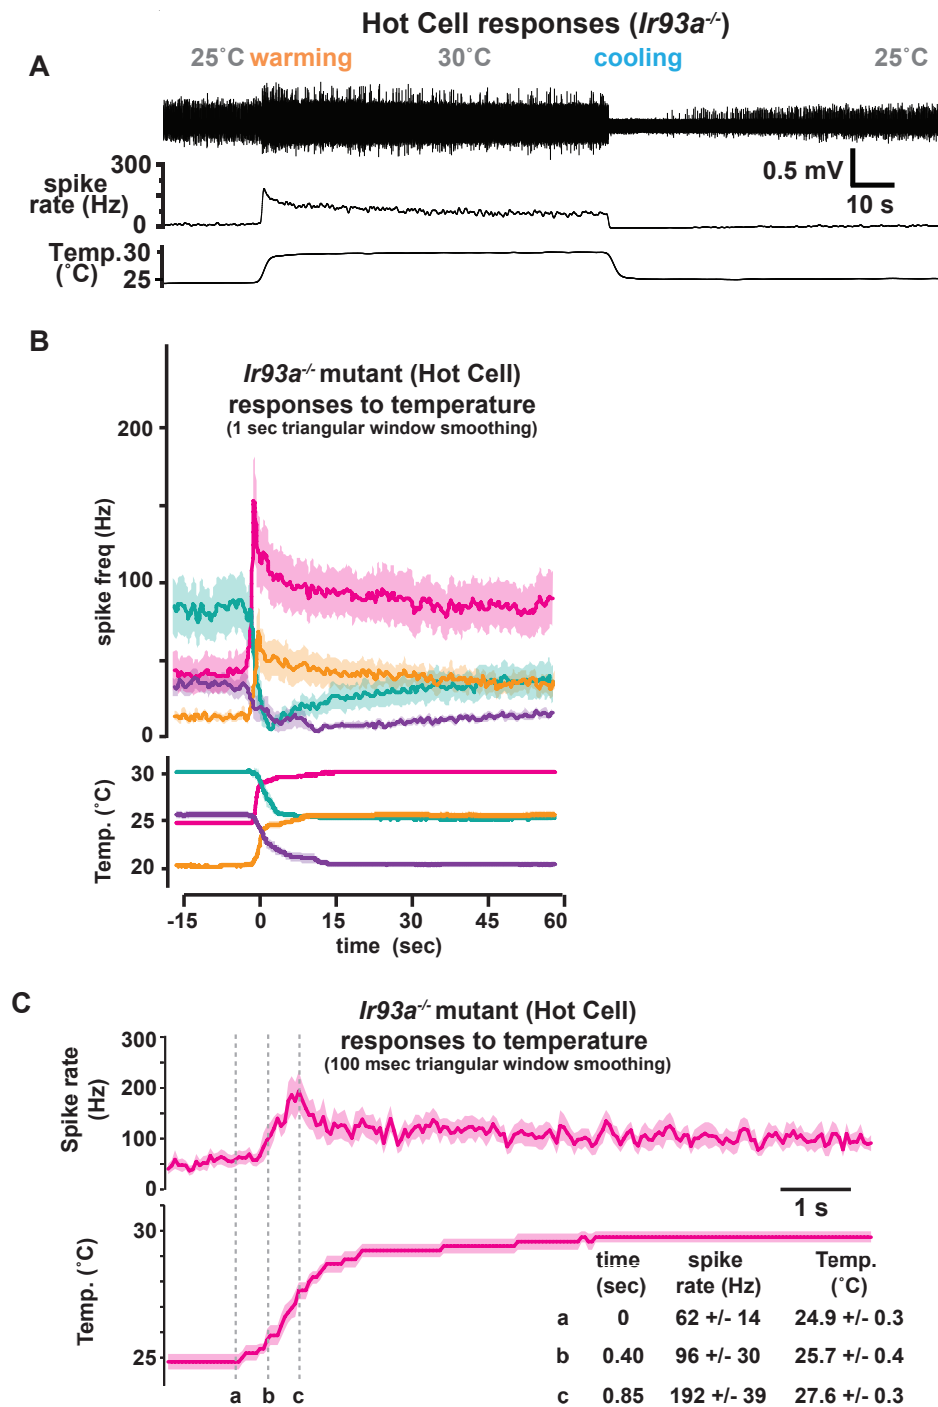 Hot Cell responses (Ir93a-/-)
A
25˚C warming 30˚C cooling 25˚C
300
spike
rate (Hz)
0
0.5 mV
10 s
Temp.
(˚C)
30
25
B
Ir93a-/- mutant (Hot Cell)
responses to temperature
(1 sec triangular window smoothing)
spike freq (Hz)
200
100
0
Temp. (˚C)
30
25
20
-15 0 15 30 45 60
time (sec)
C
Ir93a-/- mutant (Hot Cell)
responses to temperature
(100 msec triangular window smoothing)
Spike rate
(Hz)
300
200
100
0
1 s
Temp. (˚C)
30
25
a b c
time spike Temp.
(sec) rate (Hz) (˚C)
a 0 62 +/- 14 24.9 +/- 0.3
b 0.40 96 +/- 30 25.7 +/- 0.4
c 0.85 192 +/- 39 27.6 +/- 0.3